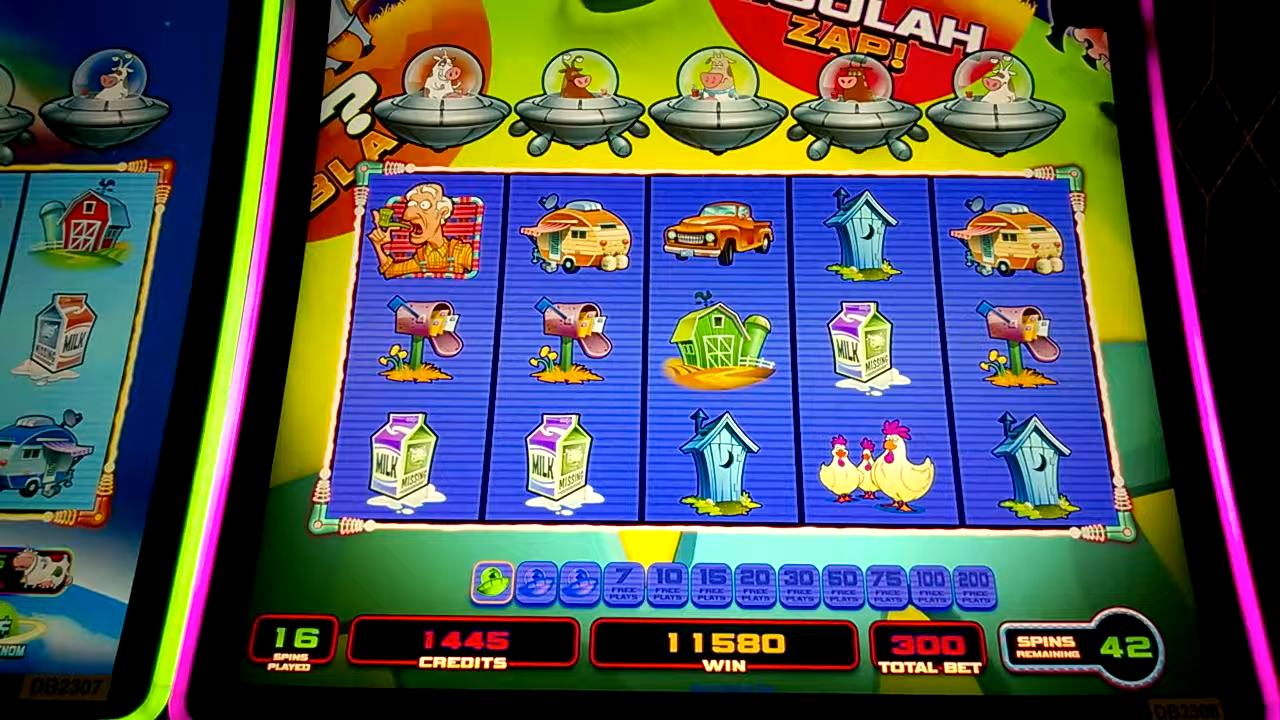 ZAP!
MILK
MISSING
MILK
MISSING
MILK
MISSING
MILK
MISSING
7
FREE
PLAYS
10
FREE
PLAYS
15
FREE
PLAYS
20
FREE
PLAYS
30
FREE
PLAYS
50
FREE
PLAYS
75
FREE
PLAYS
100
FREE
PLAYS
200
FREE
PLAYS
16
SPINS
PLAYED
1445
CREDITS
11580
WIN
300
TOTAL BET
SPINS
REMAINING
42
DB2307
DB2308